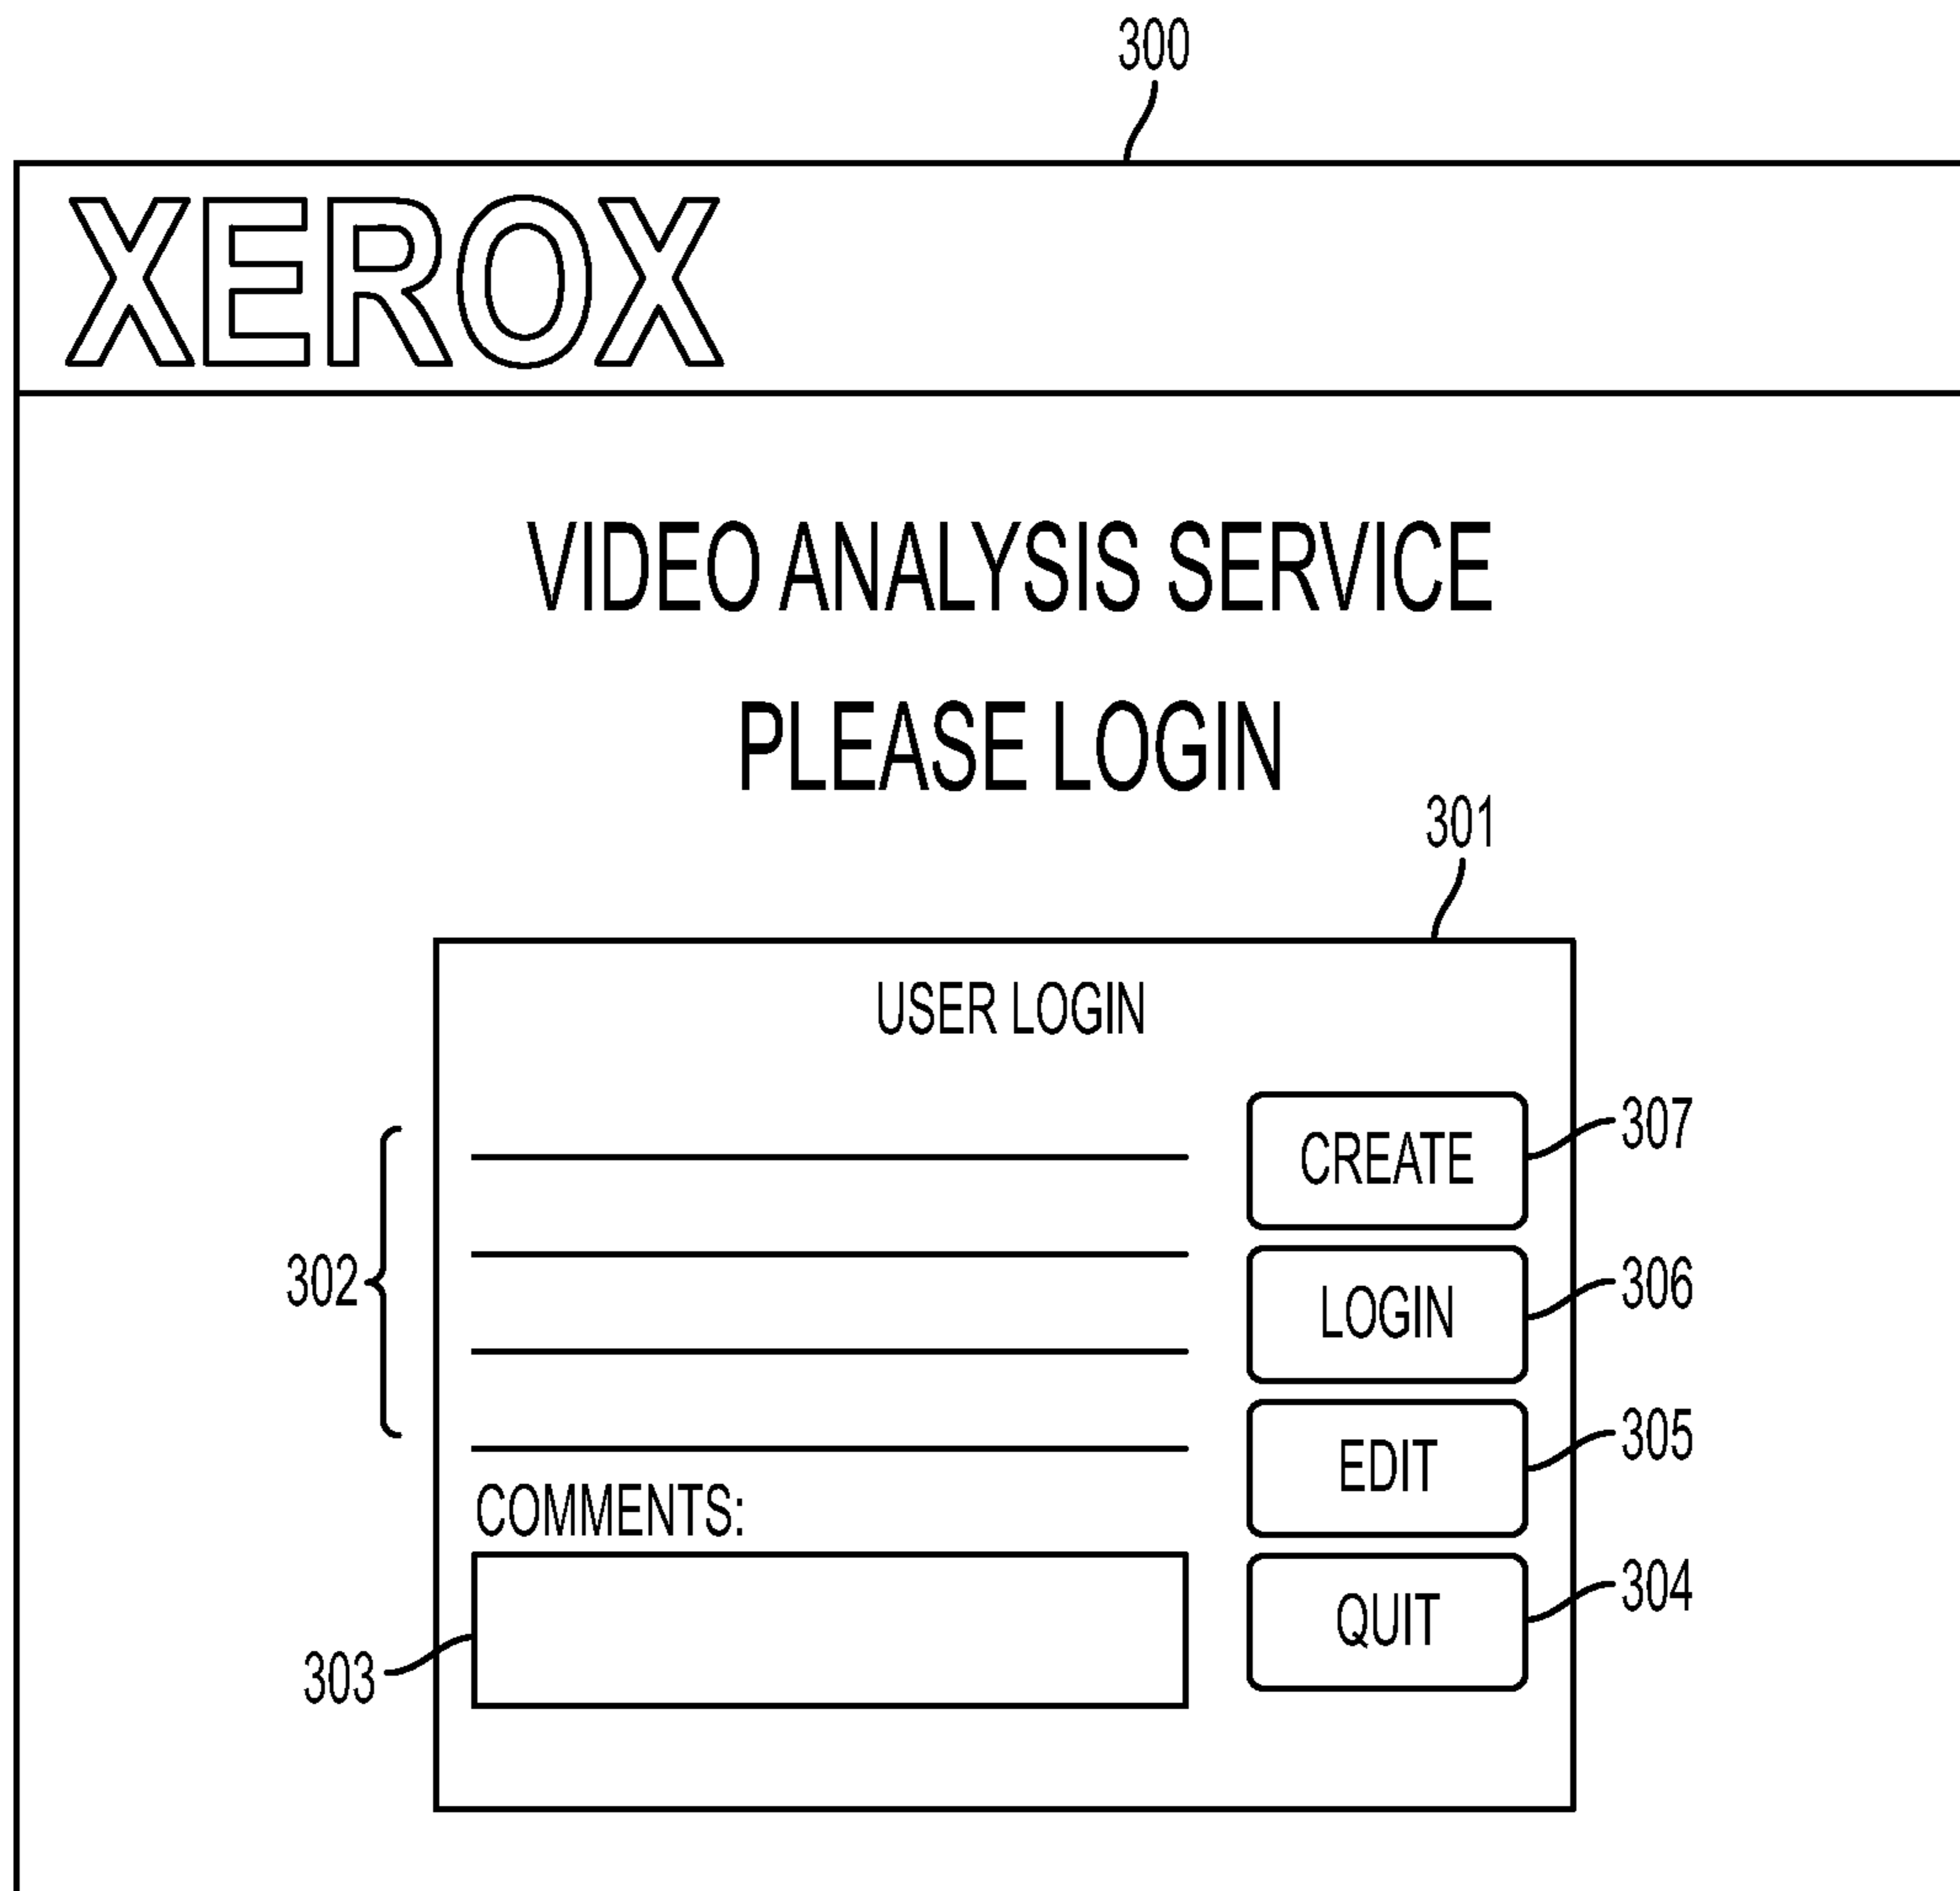 300
XEROX
VIDEO ANALYSIS SERVICE
PLEASE LOGIN
301
USER LOGIN
CREATE
307
302
LOGIN
306
EDIT
305
COMMENTS:
QUIT
304
303